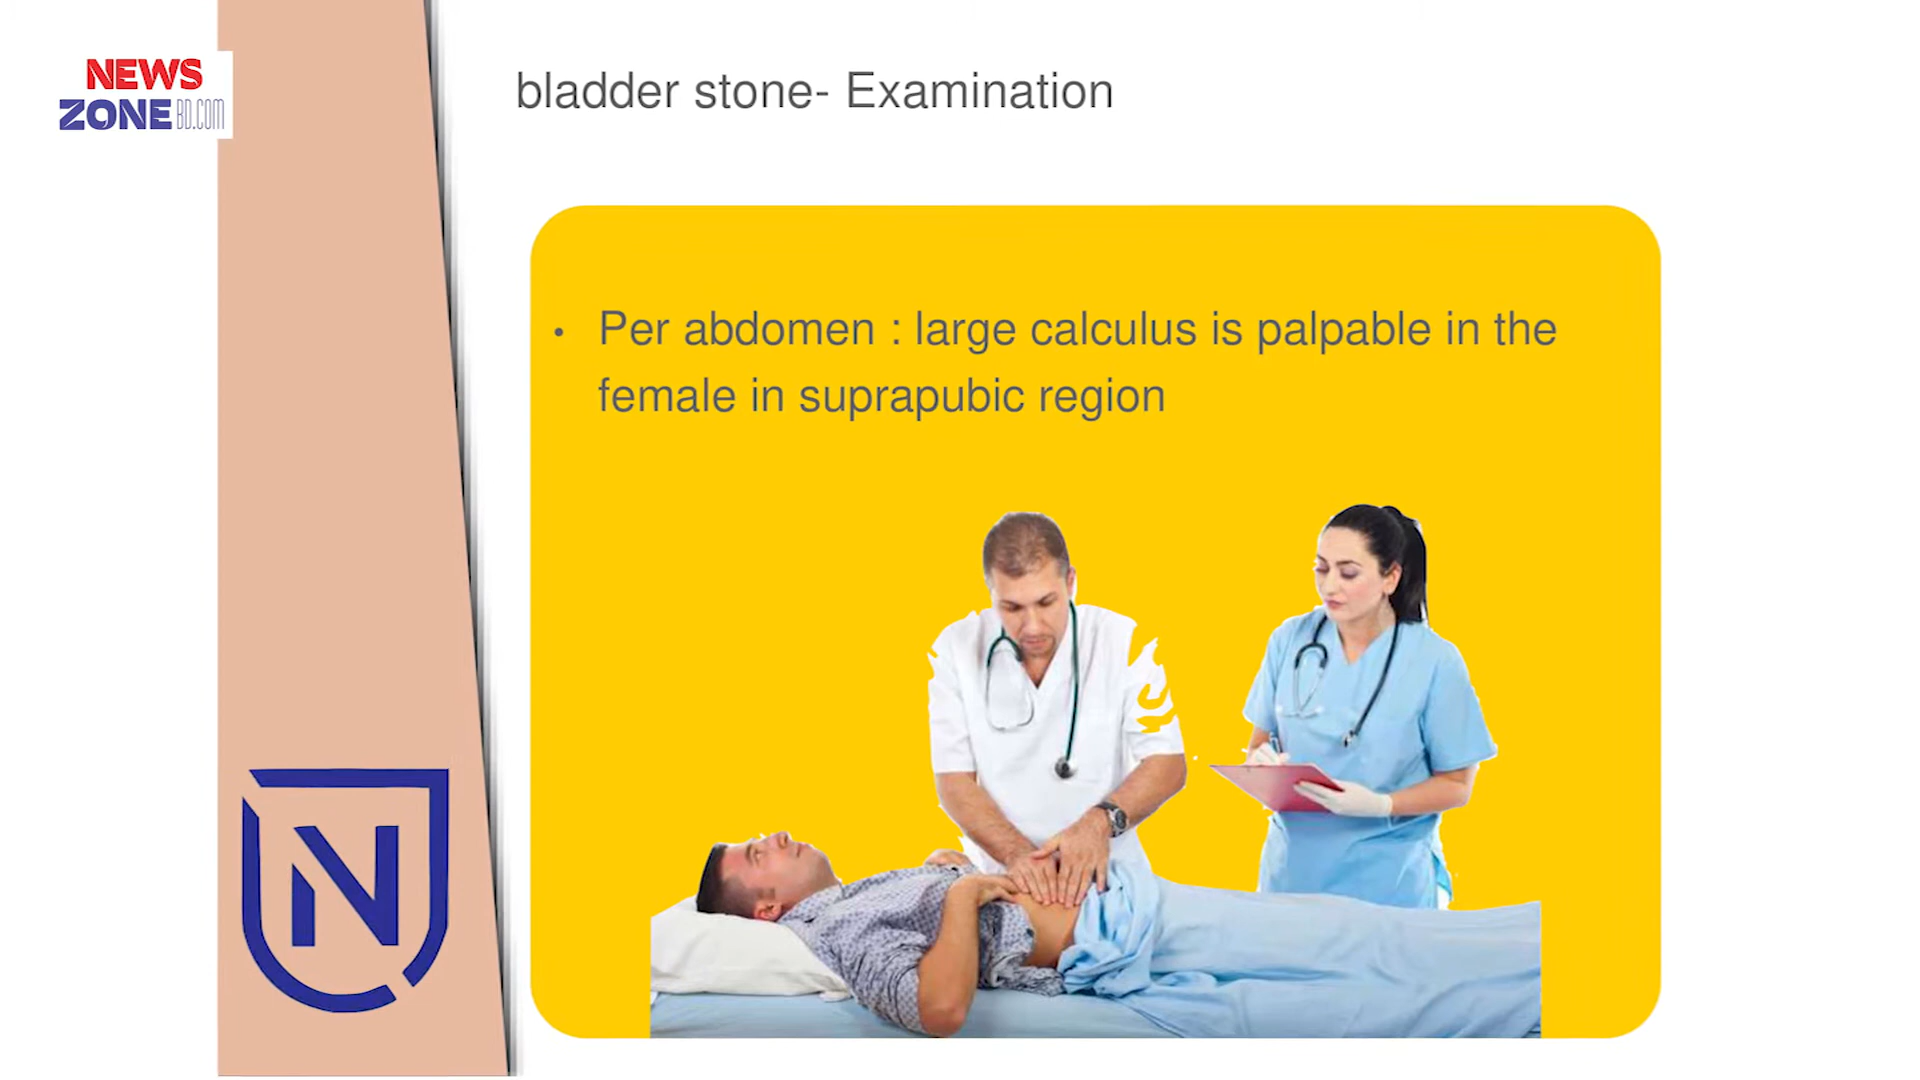 NEWS
ZONE BD.COM
bladder stone- Examination
• Per abdomen : large calculus is palpable in the
female in suprapubic region
N